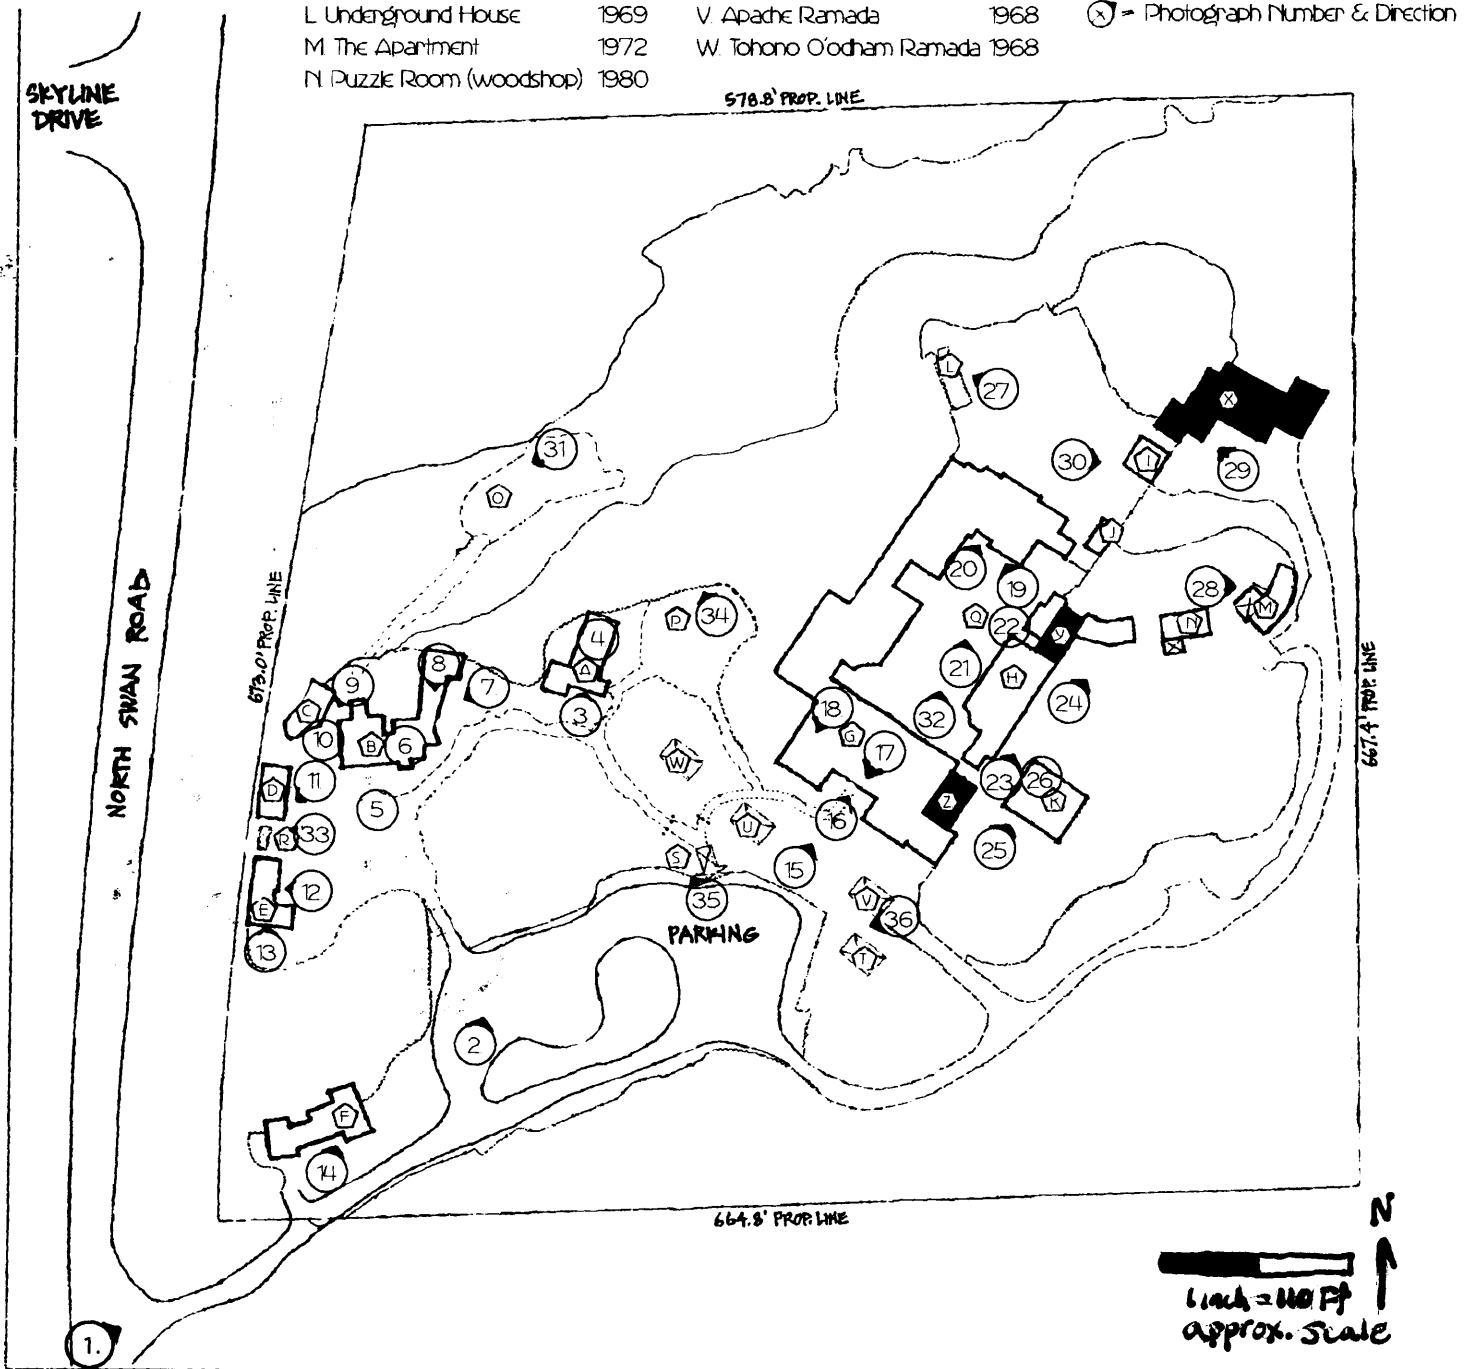 L Underground House 1969 V. Apache Ramada 1968 Ⓧ = Photograph Number & Direction
M. The Apartment 1972 W. Tohono O'odham Ramada 1968
N Puzzle Room (woodshop) 1980
SKYLINE
DRIVE
578.8' PROP. LINE
L
27
X
31
30
I
29
O
J
20
19
28
M
N
NORTH SWAN ROAD
673.0' PROP. LINE
P
34
4
A
Q
22
Y
8
7
9
21
H
667.4' PROP. LINE
C
3
18
32
24
10
B
6
G
17
W
11
D
5
23
26
K
Z
R
33
U
16
25
S
15
12
E
35
V
36
PARKING
13
T
2
F
14
664.8' PROP. LINE
N
1 inch = 110 Ft
approx. scale
1.